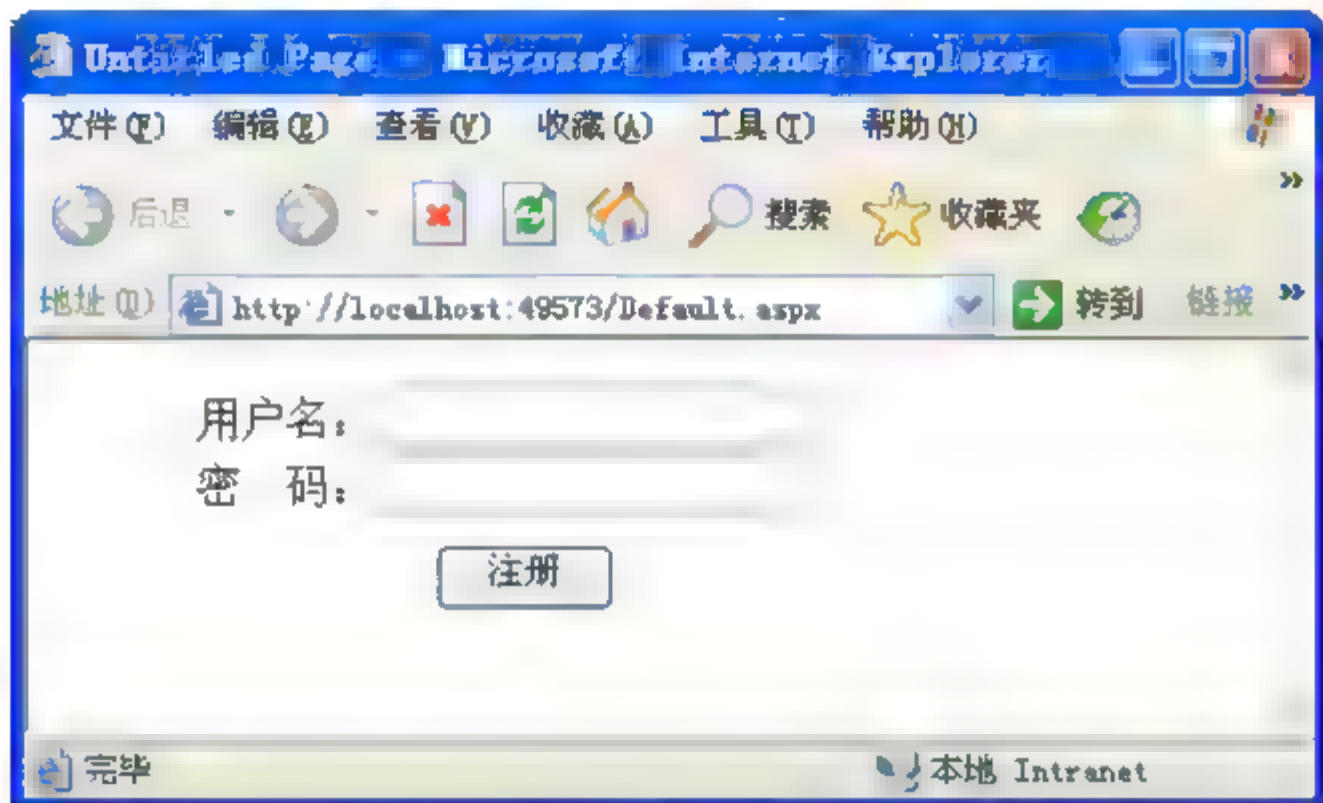 Untitled Page - Microsoft Internet Explorer
文件(F) 编辑(E) 查看(V) 收藏(A) 工具(T) 帮助(H)
后退 搜索 收藏夹 »
地址(D) http://localhost:49573/Default.aspx 转到 链接 »
用户名：
密 码：
注册
完毕 本地 Intranet